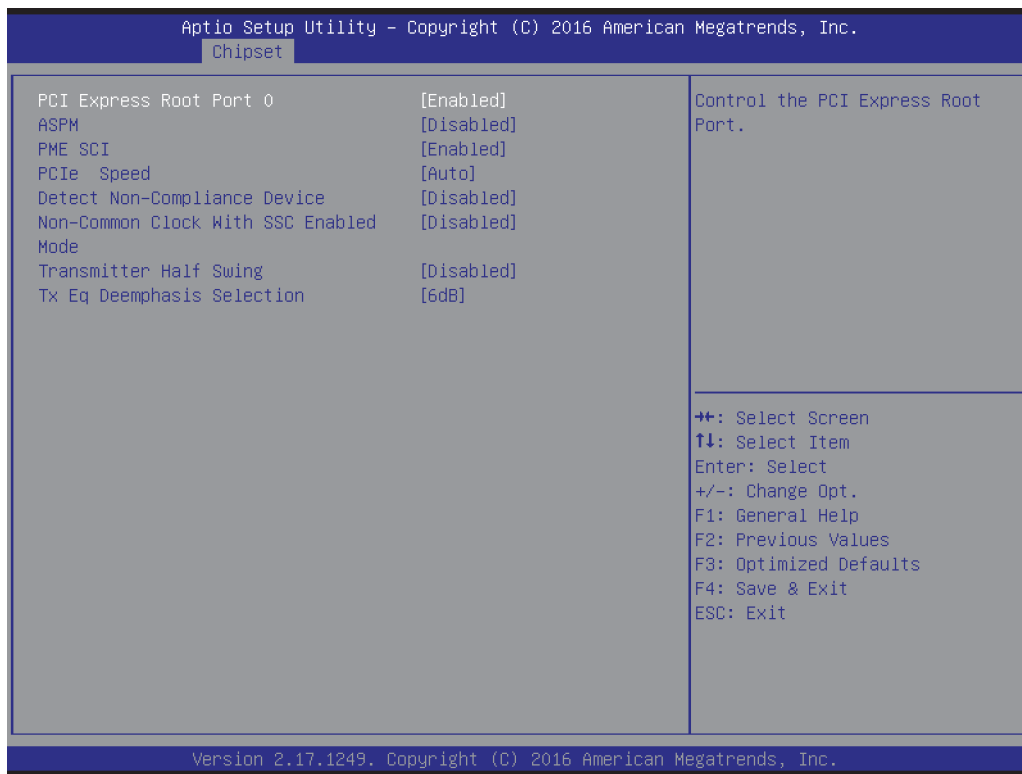 Aptio Setup Utility – Copyright (C) 2016 American Megatrends, Inc.
Chipset
PCI Express Root Port 0 [Enabled]
ASPM [Disabled]
PME SCI [Enabled]
PCIe Speed [Auto]
Detect Non-Compliance Device [Disabled]
Non-Common Clock With SSC Enabled [Disabled]
Mode
Transmitter Half Swing [Disabled]
Tx Eq Deemphasis Selection [6dB]
Control the PCI Express Root
Port.
→←: Select Screen
↑↓: Select Item
Enter: Select
+/-: Change Opt.
F1: General Help
F2: Previous Values
F3: Optimized Defaults
F4: Save & Exit
ESC: Exit
Version 2.17.1249. Copyright (C) 2016 American Megatrends, Inc.